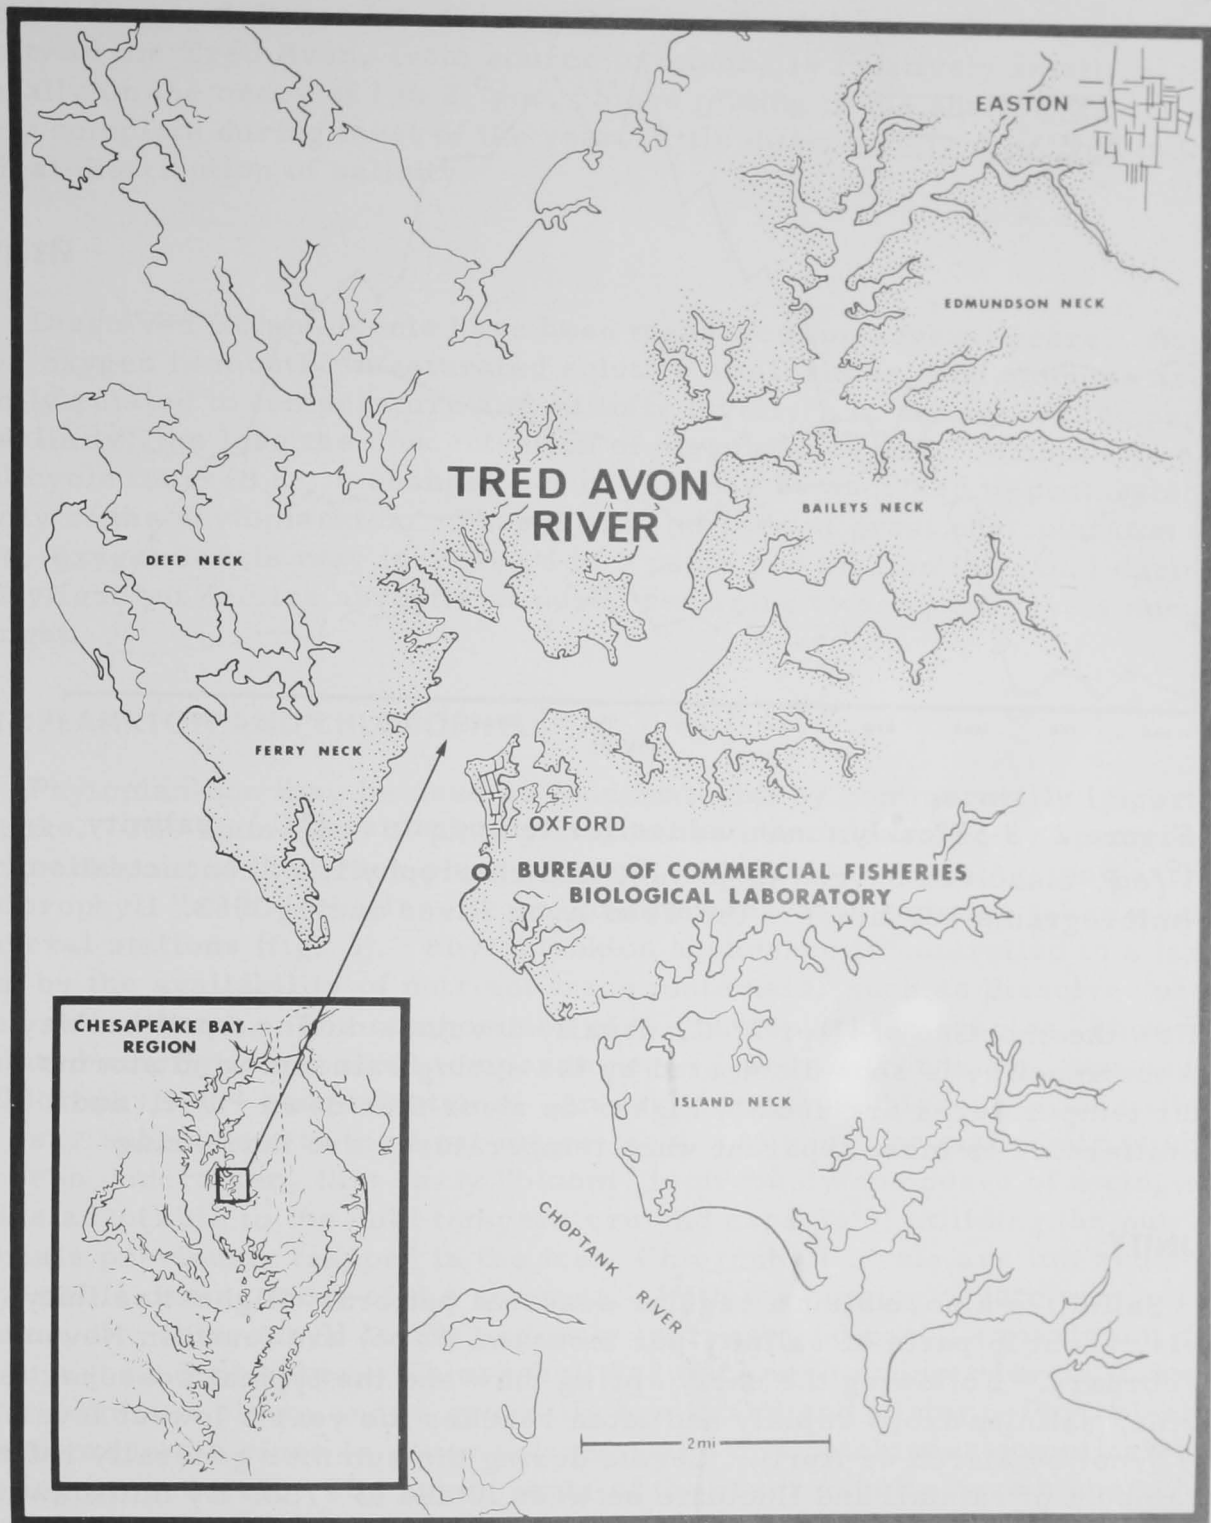 EASTON
EDMUNDSON NECK
TRED AVON
RIVER
BAILEYS NECK
DEEP NECK
FERRY NECK
OXFORD
BUREAU OF COMMERCIAL FISHERIES
BIOLOGICAL LABORATORY
CHESAPEAKE BAY
REGION
ISLAND NECK
CHOPTANK RIVER
2mi